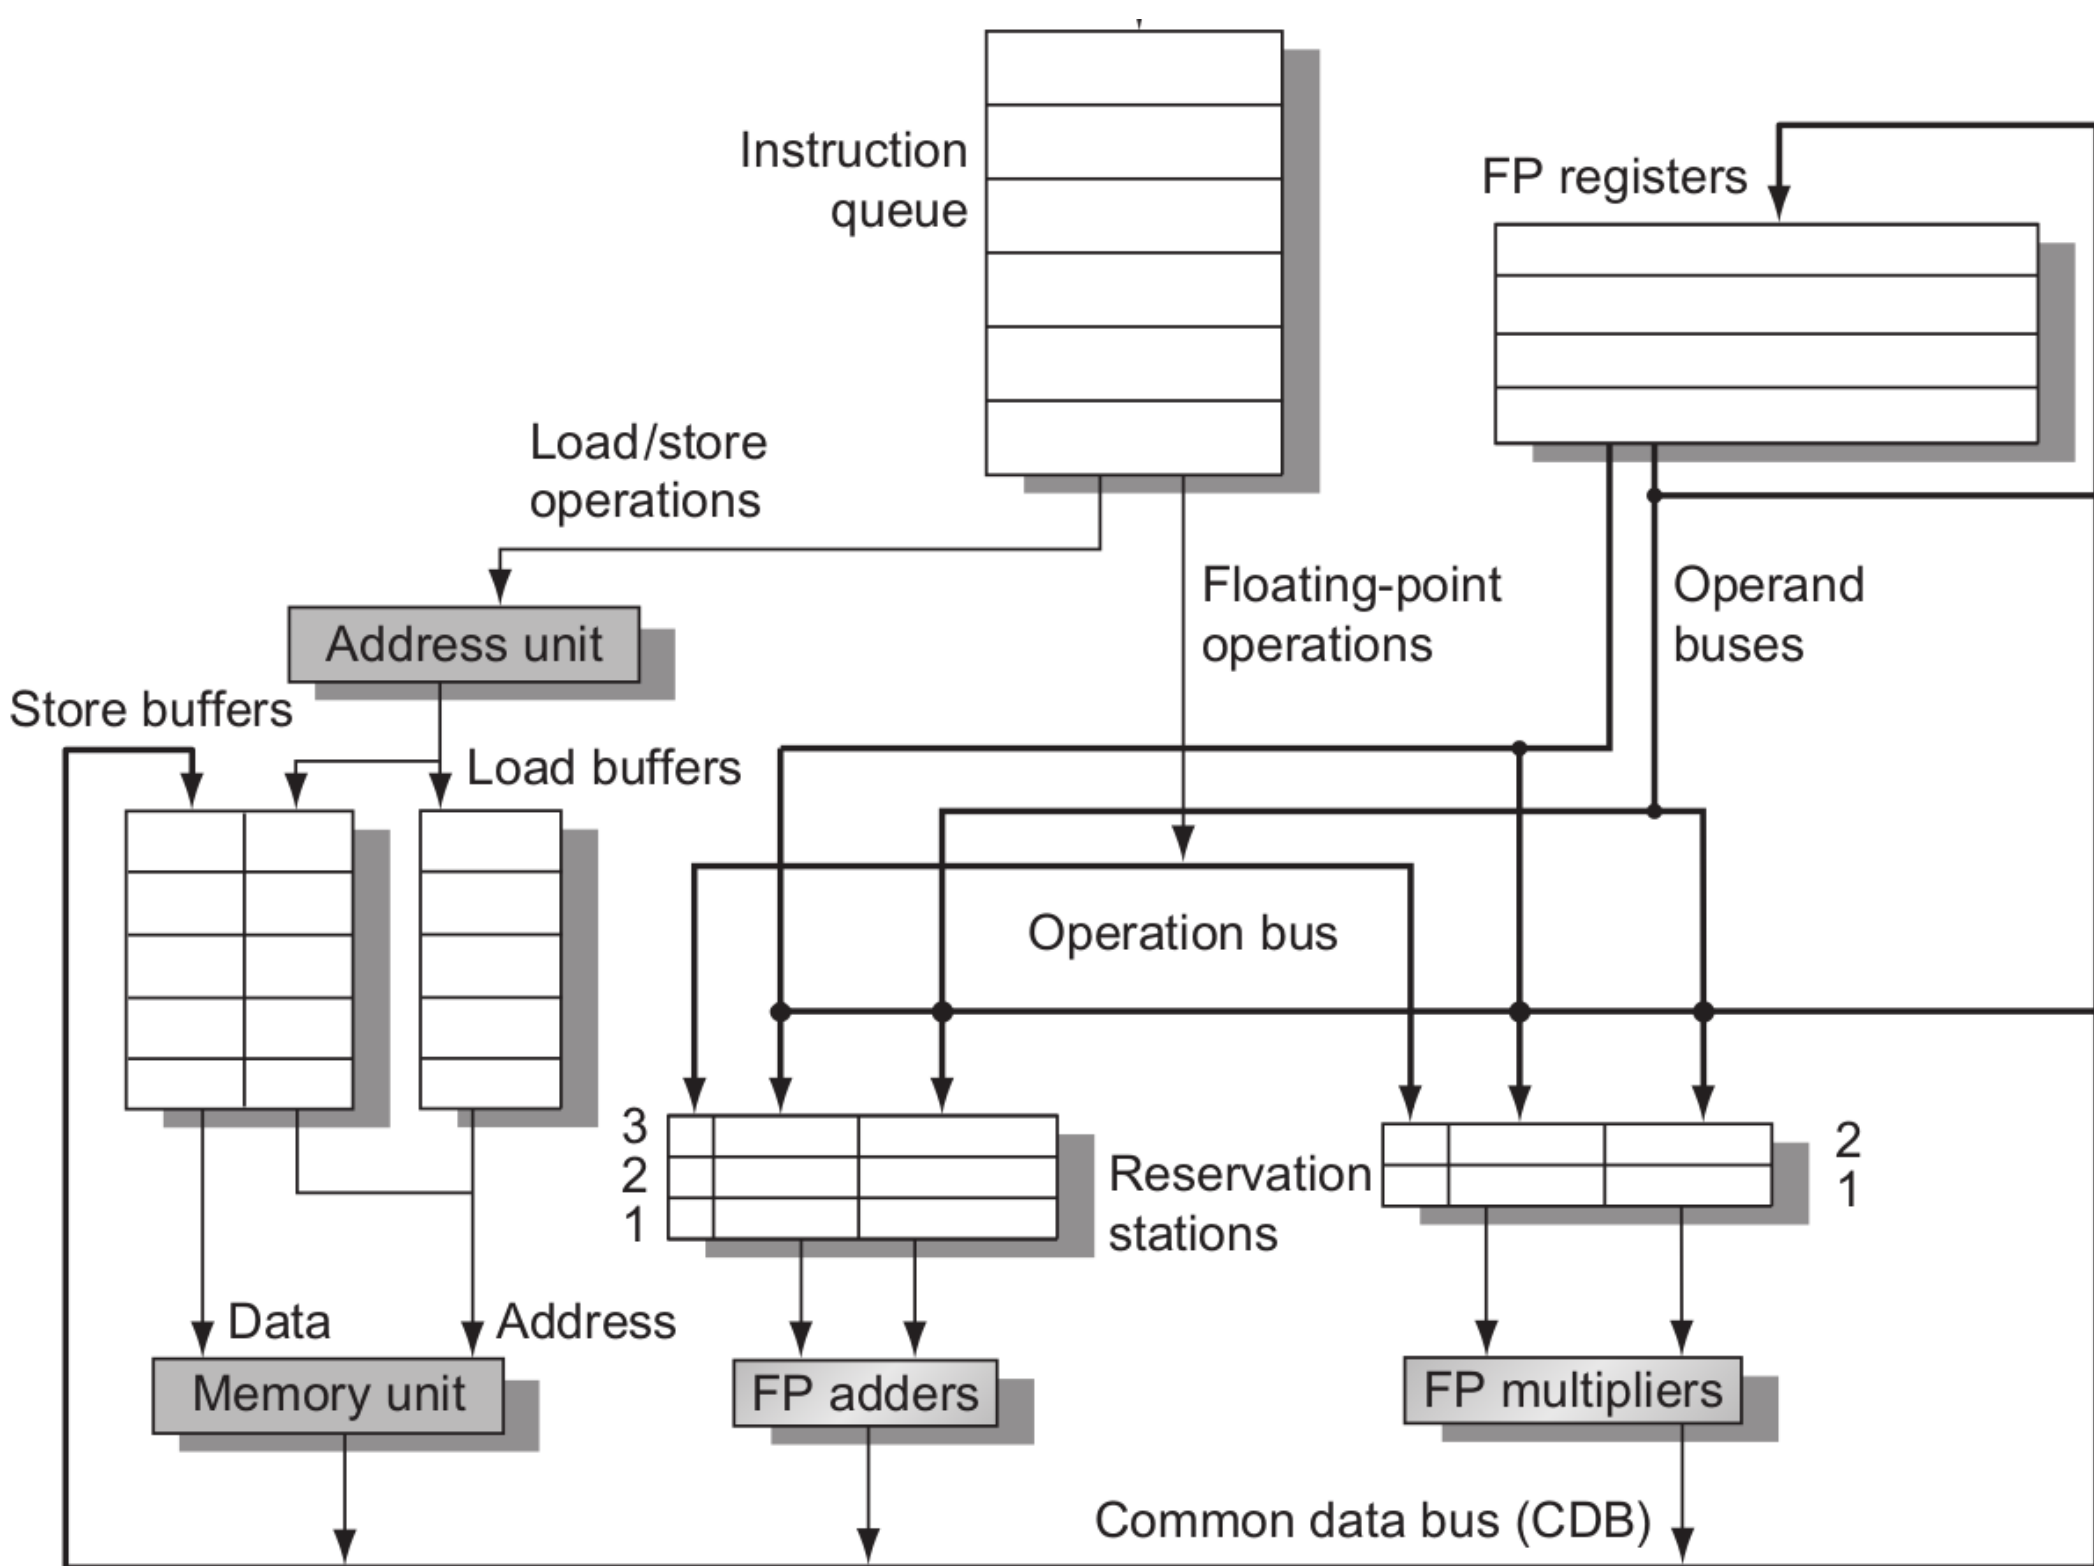 Instruction
queue
FP registers
Load/store
operations
Floating-point
operations
Operand
buses
Address unit
Store buffers
Load buffers
Operation bus
3
2
1
Reservation
stations
2
1
Data
Address
Memory unit
FP adders
FP multipliers
Common data bus (CDB)